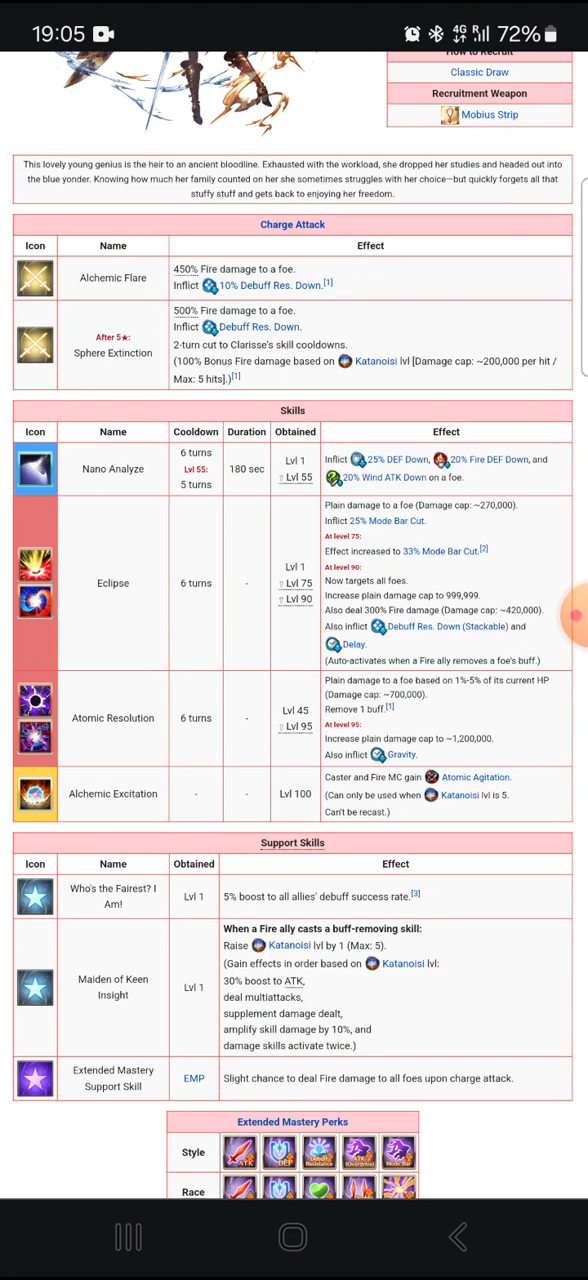 19:05
4G
R
72%
How to Recruit
Classic Draw
Recruitment Weapon
Mobius Strip
This lovely young genius is the heir to an ancient bloodline. Exhausted with the workload, she dropped her studies and headed out into
the blue yonder. Knowing how much her family counted on her she sometimes struggles with her choice—but quickly forgets all that
stuffy stuff and gets back to enjoying her freedom.
Charge Attack
Icon Name Effect
Alchemic Flare
450% Fire damage to a foe.
Inflict 10% Debuff Res. Down.[1]
After 5★:
Sphere Extinction
500% Fire damage to a foe.
Inflict Debuff Res. Down.
2-turn cut to Clarisse's skill cooldowns.
(100% Bonus Fire damage based on Katanoisi lvl [Damage cap: ~200,000 per hit /
Max: 5 hits].)[1]
Skills
Icon Name Cooldown Duration Obtained Effect
Nano Analyze
6 turns
Lvl 55:
5 turns
180 sec
Lvl 1
⇧ Lvl 55
Inflict 25% DEF Down, 20% Fire DEF Down, and
20% Wind ATK Down on a foe.
Eclipse
6 turns
-
Lvl 1
⇧ Lvl 75
⇧ Lvl 90
Plain damage to a foe (Damage cap: ~270,000).
Inflict 25% Mode Bar Cut.
At level 75:
Effect increased to 33% Mode Bar Cut.[2]
At level 90:
Now targets all foes.
Increase plain damage cap to 999,999.
Also deal 300% Fire damage (Damage cap: ~420,000).
Also inflict Debuff Res. Down (Stackable) and
Delay.
(Auto-activates when a Fire ally removes a foe's buff.)
Atomic Resolution
6 turns
-
Lvl 45
⇧ Lvl 95
Plain damage to a foe based on 1%-5% of its current HP
(Damage cap: ~700,000).
Remove 1 buff.[1]
At level 95:
Increase plain damage cap to ~1,200,000.
Also inflict Gravity.
Alchemic Excitation
-
-
Lvl 100
Caster and Fire MC gain Atomic Agitation.
(Can only be used when Katanoisi lvl is 5.
Can't be recast.)
Support Skills
Icon Name Obtained Effect
Who's the Fairest? I
Am!
Lvl 1
5% boost to all allies' debuff success rate.[3]
Maiden of Keen
Insight
Lvl 1
When a Fire ally casts a buff-removing skill:
Raise Katanoisi lvl by 1 (Max: 5).
(Gain effects in order based on Katanoisi lvl:
30% boost to ATK,
deal multiattacks,
supplement damage dealt,
amplify skill damage by 10%, and
damage skills activate twice.)
Extended Mastery
Support Skill
EMP
Slight chance to deal Fire damage to all foes upon charge attack.
Extended Mastery Perks
Style
ATK
DEF
Debuff
Resistance
ATK
(Overdrive)
Mode Bar
Race